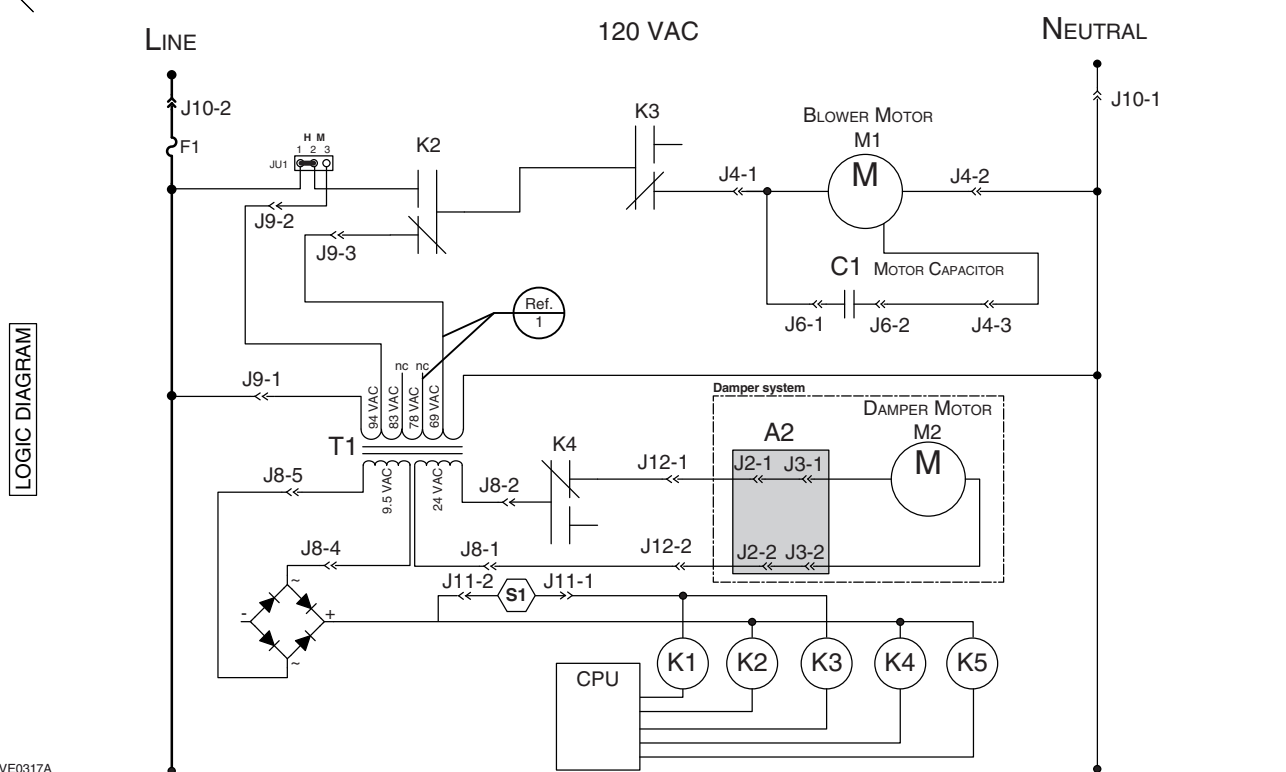 120 VAC
LINE
NEUTRAL
J10-2
J10-1
F1
H M
1 2 3
JU1
K2
K3
BLOWER MOTOR
M1
M
J4-1
J4-2
J9-2
J9-3
C1 MOTOR CAPACITOR
J6-1
J6-2
J4-3
Ref.
1
LOGIC DIAGRAM
J9-1
nc nc
94 VAC
83 VAC
78 VAC
69 VAC
T1
9.5 VAC
24 VAC
Damper system
DAMPER MOTOR
M2
M
A2
K4
J12-1
J2-1 J3-1
J8-5
J8-2
J8-4
J8-1
J12-2
J2-2 J3-2
J11-2
S1
J11-1
~
- +
~
K1 K2 K3 K4 K5
CPU
VE0317A